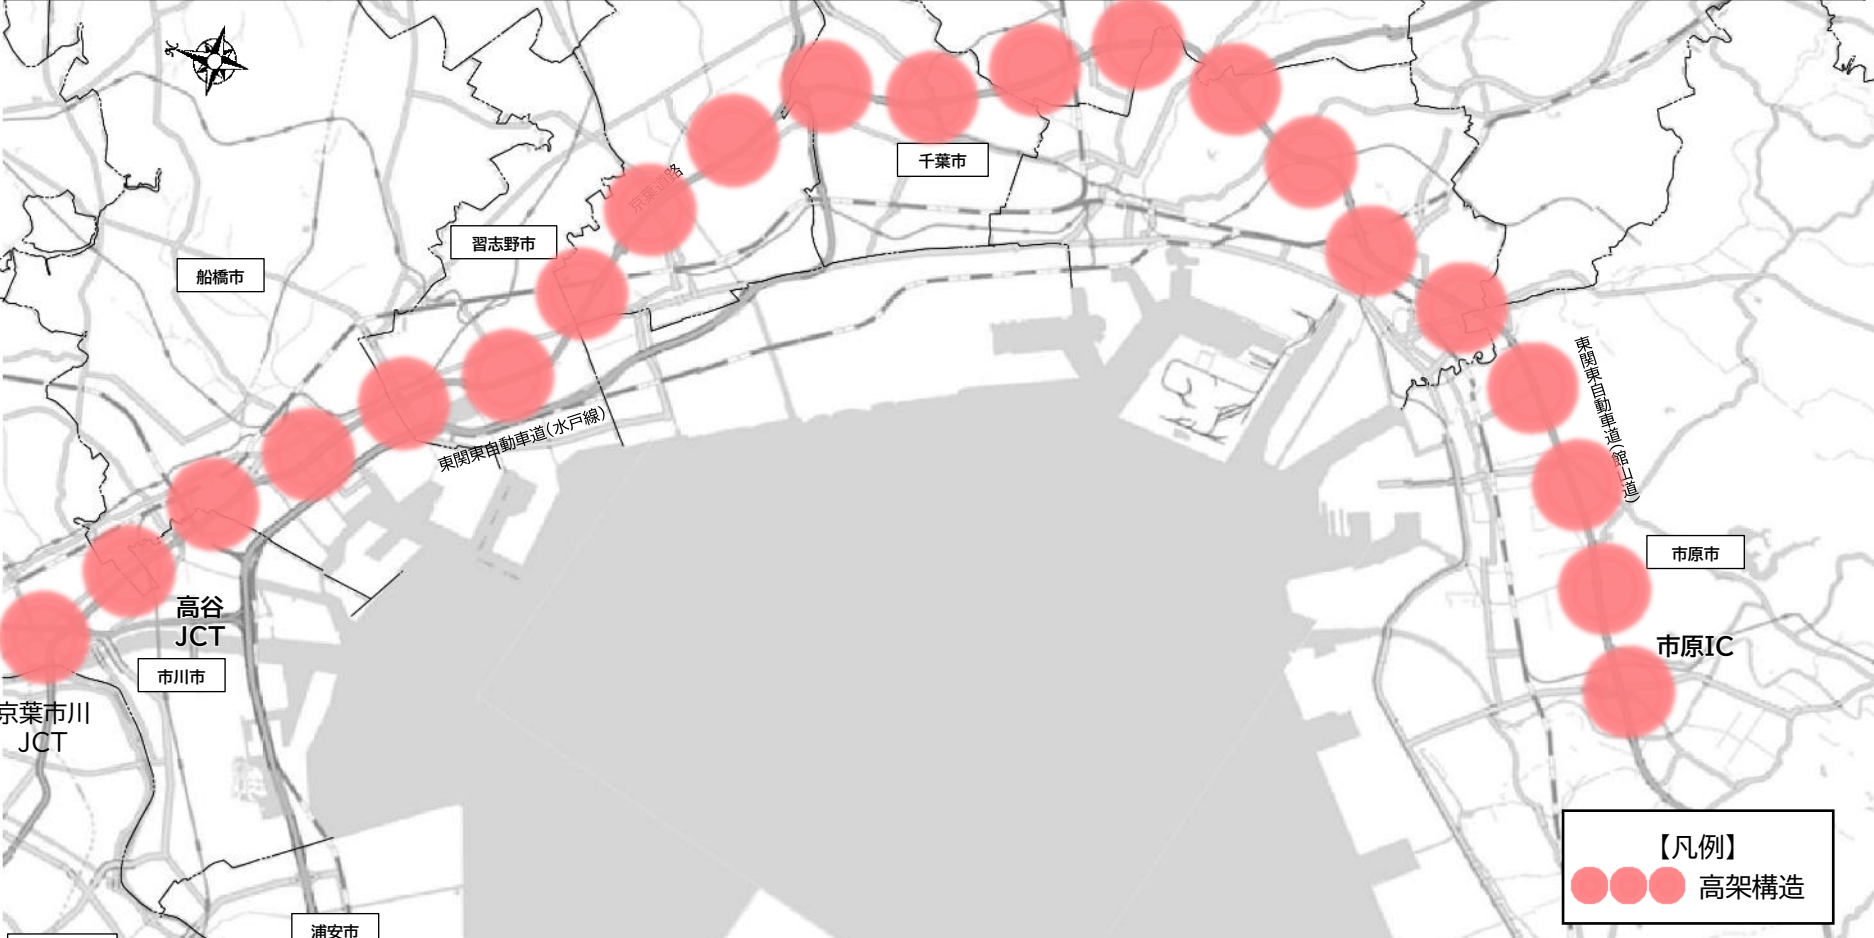 千葉市
京葉道路
習志野市
船橋市
東関東自動車道(水戸線)
東関東自動車道(館山道)
市原市
高谷
JCT
市原IC
市川市
京葉市川
JCT
【凡例】
高架構造
浦安市